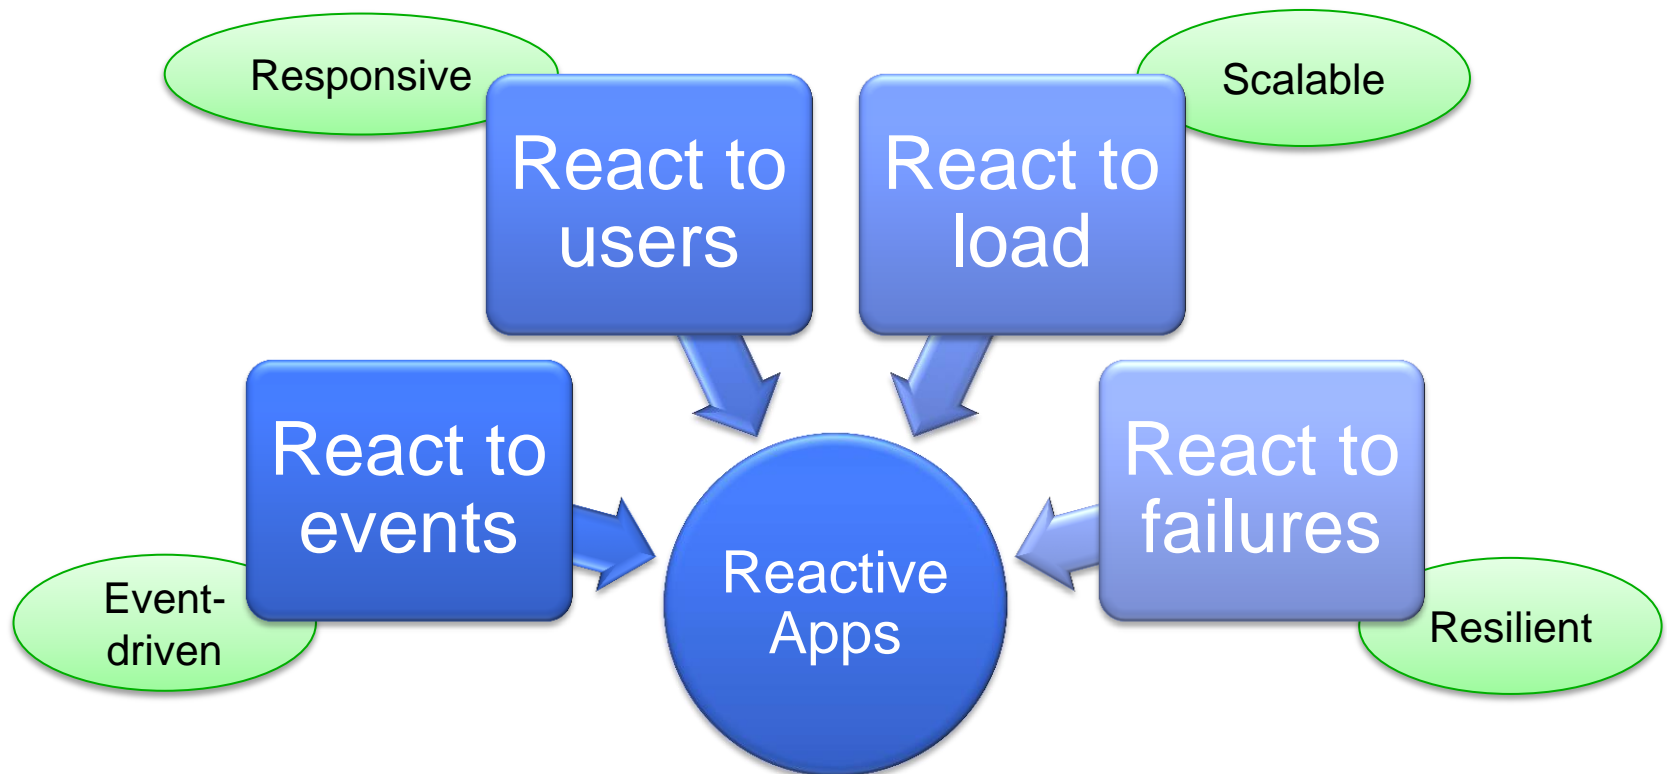 Responsive
React to
users
Scalable
React to
load
Event-
driven
React to
events
Reactive
Apps
React to
failures
Resilient